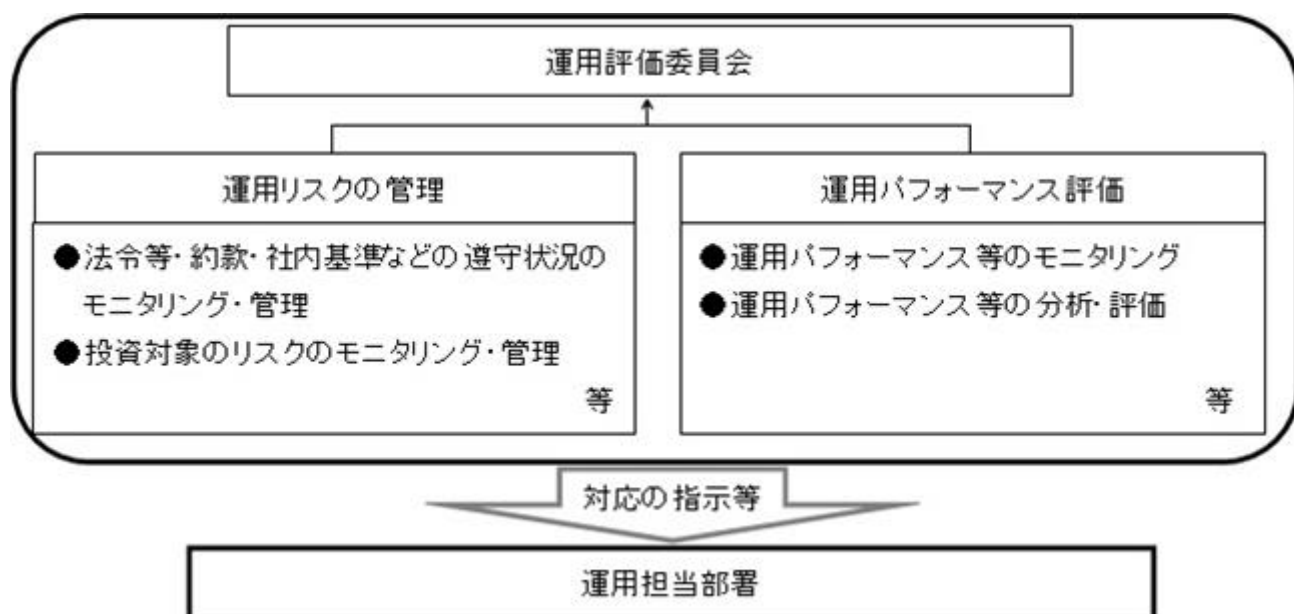 運用評価委員会
運用リスクの管理
●法令等・約款・社内基準などの遵守状況の
モニタリング・管理
●投資対象のリスクのモニタリング・管理
等
運用パフォーマンス評価
●運用パフォーマンス等のモニタリング
●運用パフォーマンス等の分析・評価
等
対応の指示等
運用担当部署